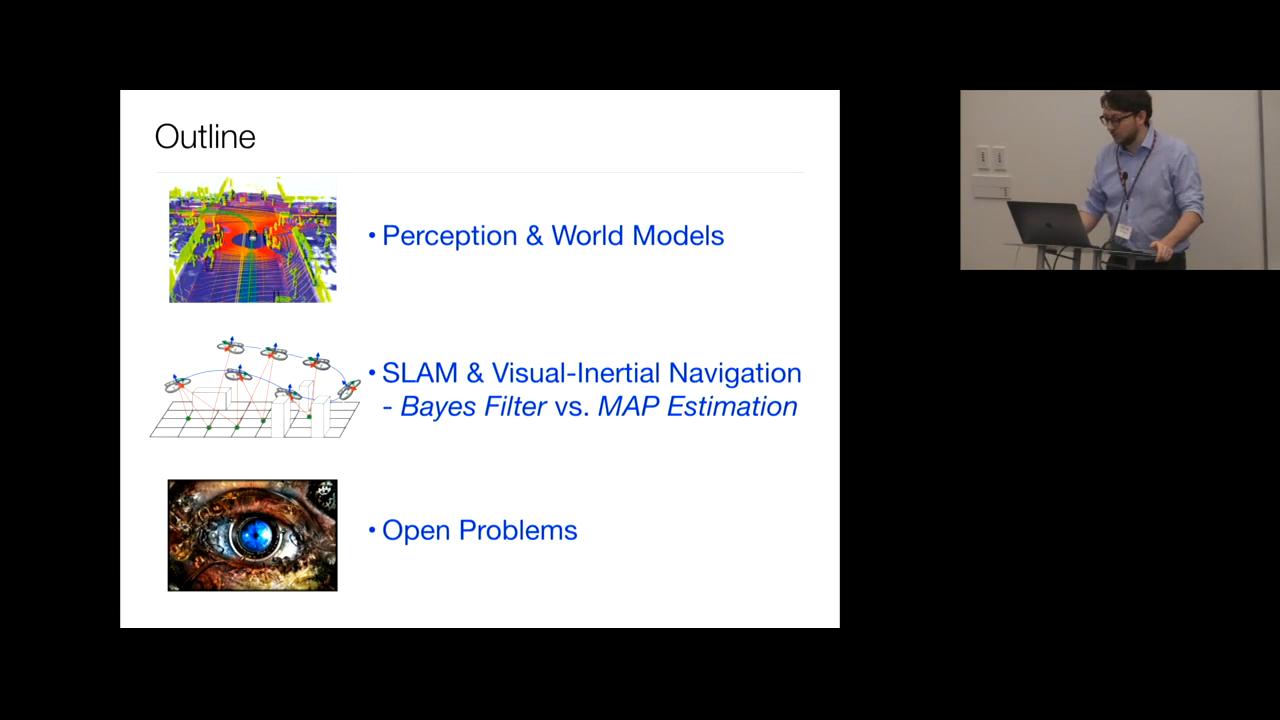 Outline
• Perception & World Models
• SLAM & Visual-Inertial Navigation
- Bayes Filter vs. MAP Estimation
• Open Problems